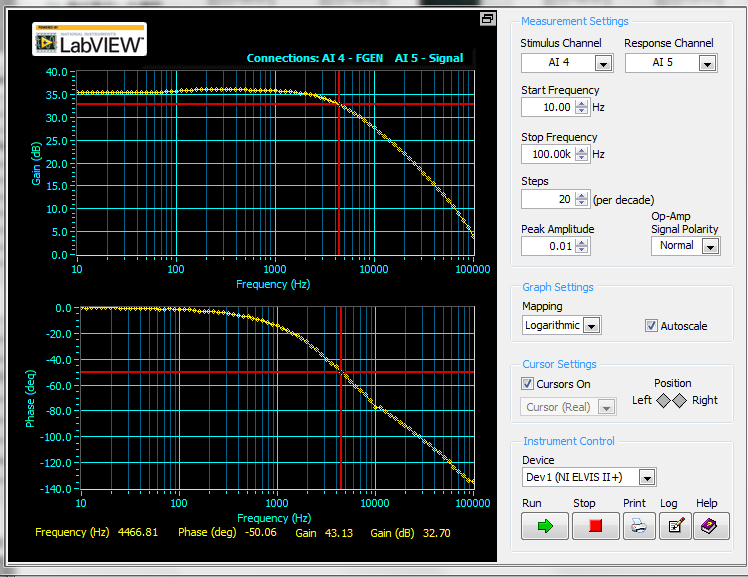 POWERED BY
NATIONAL INSTRUMENTS
LabVIEW™
Connections: AI 4 - FGEN   AI 5 - Signal
40.0
35.0
30.0
25.0
20.0
15.0
10.0
5.0
0.0
Gain (dB)
10 100 1000 10000 100000
Frequency (Hz)
0.0
-20.0
-40.0
-60.0
-80.0
-100.0
-120.0
-140.0
Phase (deg)
10 100 1000 10000 100000
Frequency (Hz)
Frequency (Hz) 4466.81 Phase (deg) -50.06 Gain 43.13 Gain (dB) 32.70
Measurement Settings
Stimulus Channel Response Channel
AI 4 AI 5
Start Frequency
10.00 Hz
Stop Frequency
100.00k Hz
Steps
20 (per decade)
Peak Amplitude
0.01
Op-Amp
Signal Polarity
Normal
Graph Settings
Mapping
Logarithmic Autoscale
Cursor Settings
Cursors On Position
Cursor (Real) Left Right
Instrument Control
Device
Dev1 (NI ELVIS II+)
Run Stop Print Log Help